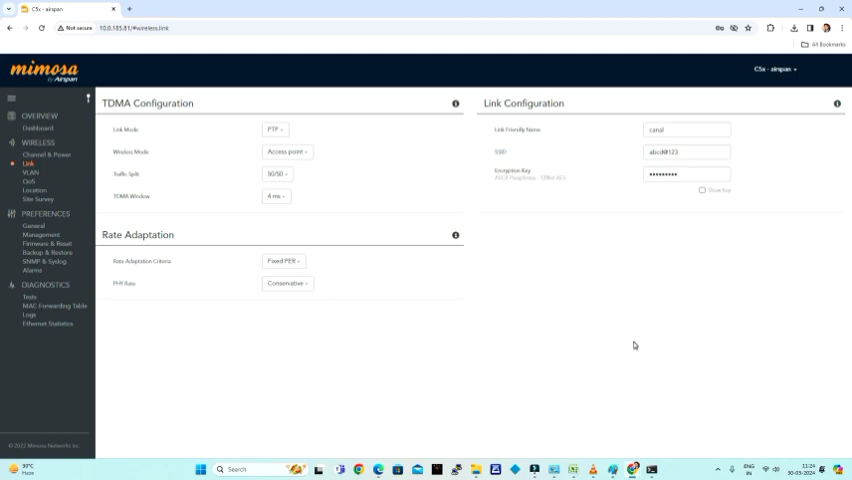 C5x - airspan
Not secure
10.0.185.81/#wireless.link
All Bookmarks
mimosa
by Airspan
C5x - airspan
OVERVIEW
Dashboard
WIRELESS
Channel & Power
Link
VLAN
QoS
Location
Site Survey
PREFERENCES
General
Management
Firmware & Reset
Backup & Restore
SNMP & Syslog
Alarms
DIAGNOSTICS
Tests
MAC Forwarding Table
Logs
Ethernet Statistics
© 2022 Mimosa Networks Inc.
TDMA Configuration
Link Mode
PTP
Wireless Mode
Access point
Traffic Split
50/50
TDMA Window
4 ms
Rate Adaptation
Rate Adaptation Criteria
Fixed PER
PHY Rate
Conservative
Link Configuration
Link Friendly Name
canal
SSID
abcd@123
Encryption Key
ASCII Passphrase - 128bit AES
•••••••••
Show Key
30°C
Haze
Search
ENG
IN
11:24
30-03-2024